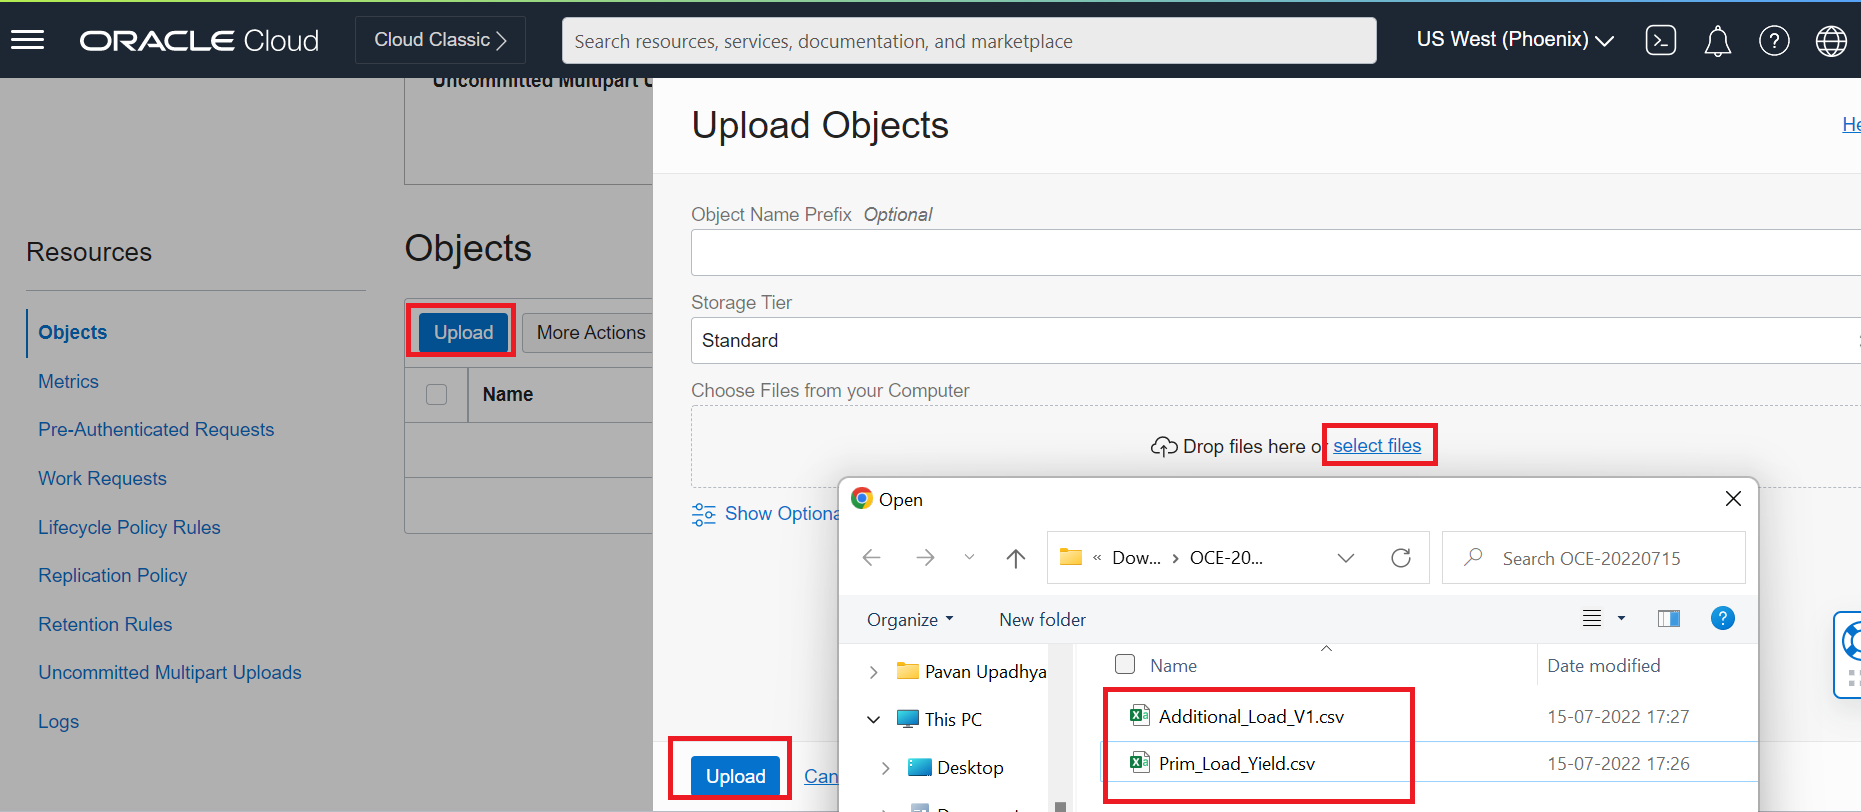 ORACLE Cloud
Cloud Classic
Search resources, services, documentation, and marketplace
US West (Phoenix)
Uncommitted Multipart U
Upload Objects
He
Resources
Objects
Metrics
Pre-Authenticated Requests
Work Requests
Lifecycle Policy Rules
Replication Policy
Retention Rules
Uncommitted Multipart Uploads
Logs
Objects
Upload
More Actions
Name
Object Name Prefix Optional
Storage Tier
Standard
Choose Files from your Computer
Drop files here or select files
Show Optiona
Upload
Can
Open
« Dow... › OCE-20...
Search OCE-20220715
Organize
New folder
Pavan Upadhya
This PC
Desktop
Name
Date modified
Additional_Load_V1.csv
15-07-2022 17:27
Prim_Load_Yield.csv
15-07-2022 17:26